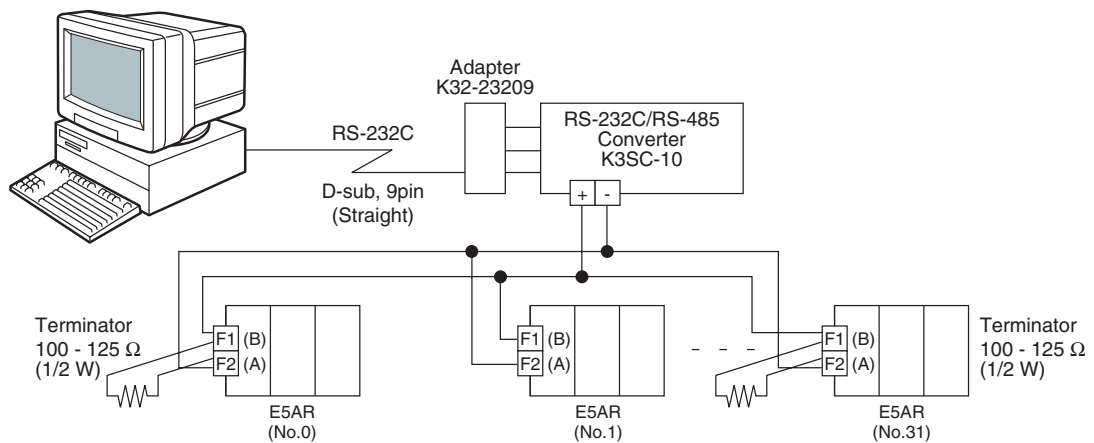 Adapter
K32-23209
RS-232C
D-sub, 9pin
(Straight)
RS-232C/RS-485
Converter
K3SC-10
+ -
Terminator
100 - 125 Ω
(1/2 W)
F1 (B)
F2 (A)
E5AR
(No.0)
F1 (B)
F2 (A)
E5AR
(No.1)
F1 (B)
F2 (A)
E5AR
(No.31)
Terminator
100 - 125 Ω
(1/2 W)